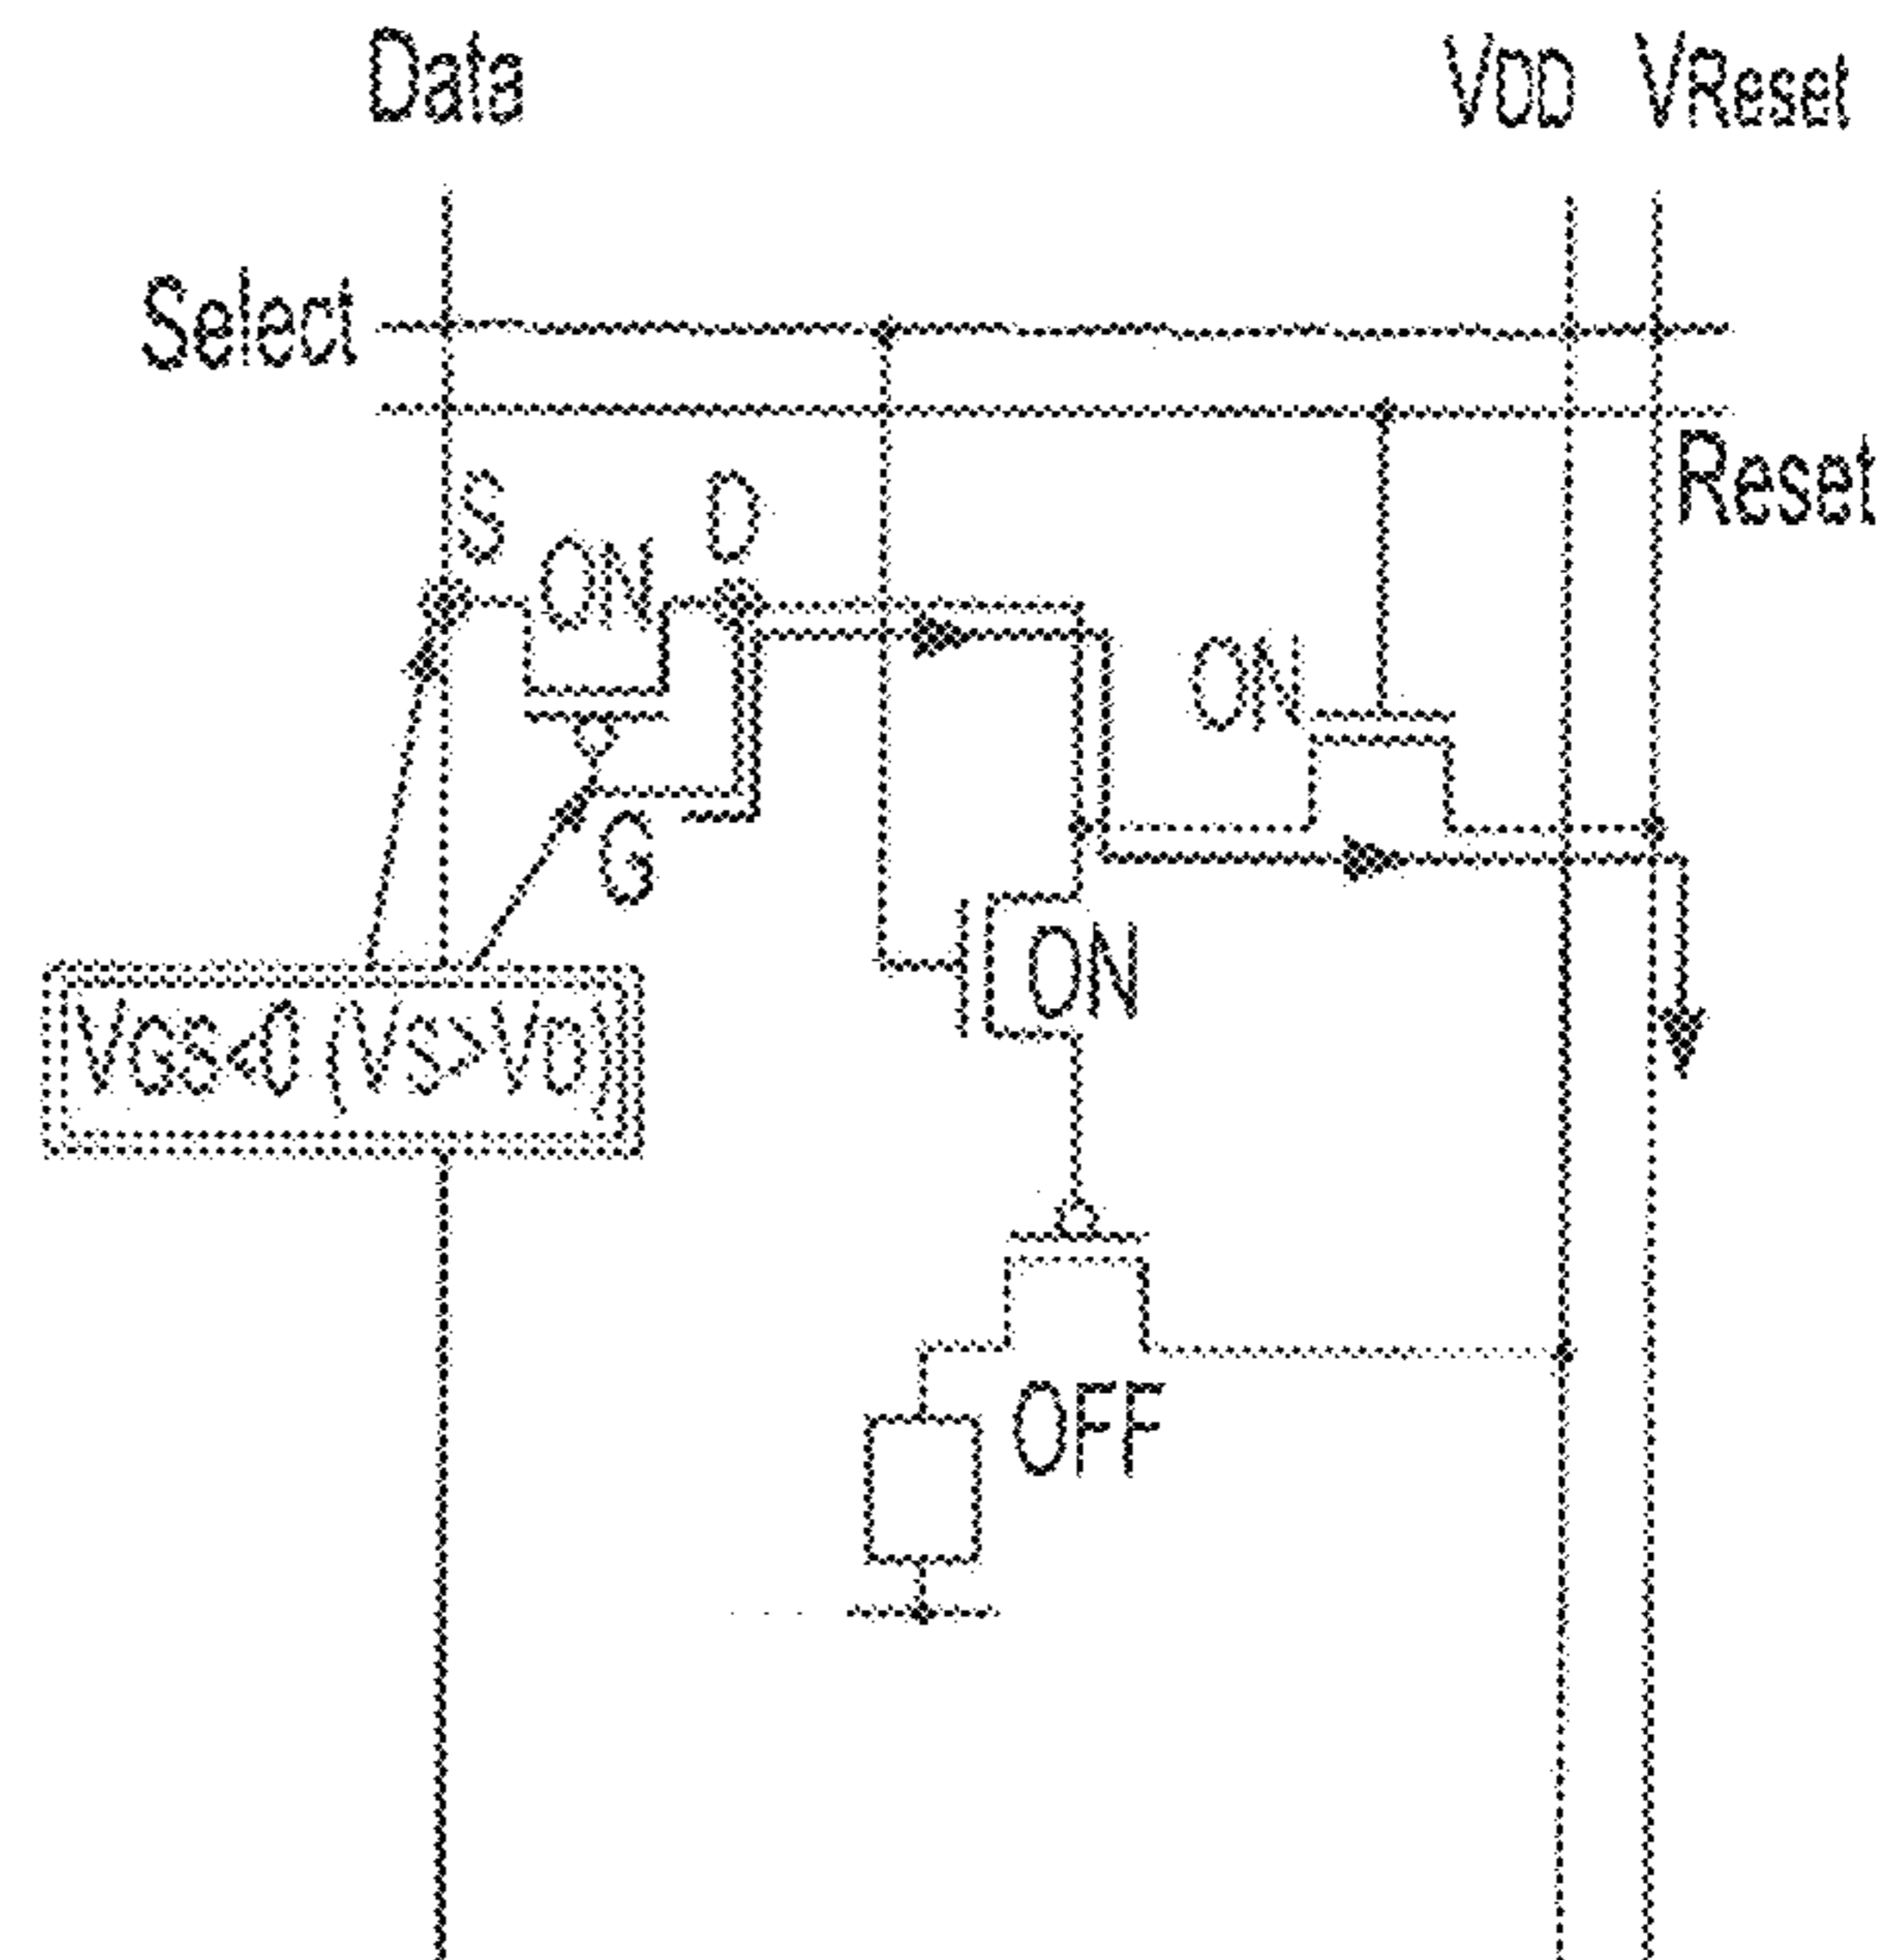 Data
VDD
VReset
Select
Reset
S
ON
D
ON
G
ON
VGS<0 (VS>VD)
OFF